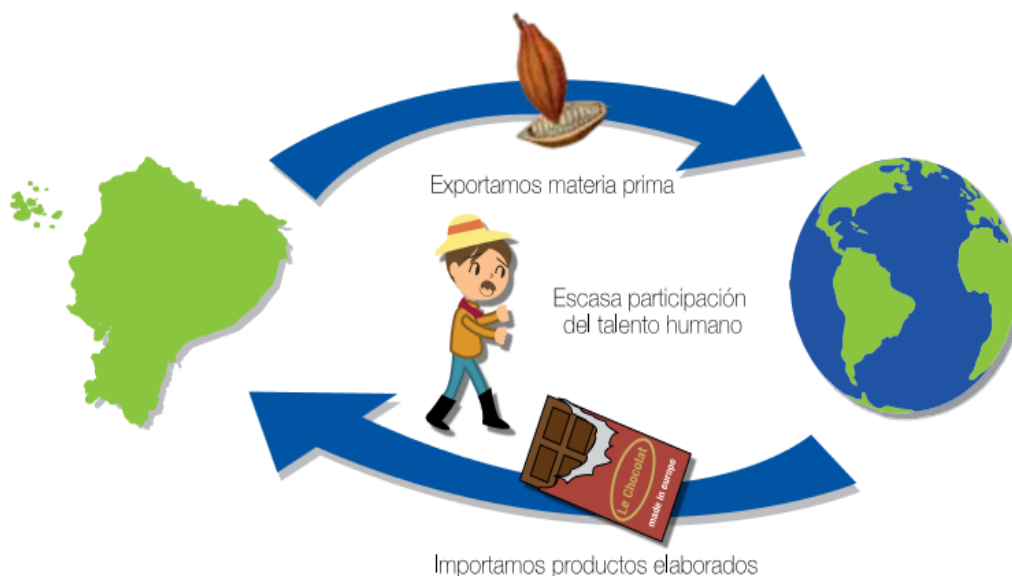 Exportamos materia prima
Escasa participación
del talento humano
Le Chocolat
made in europe
Importamos productos elaborados